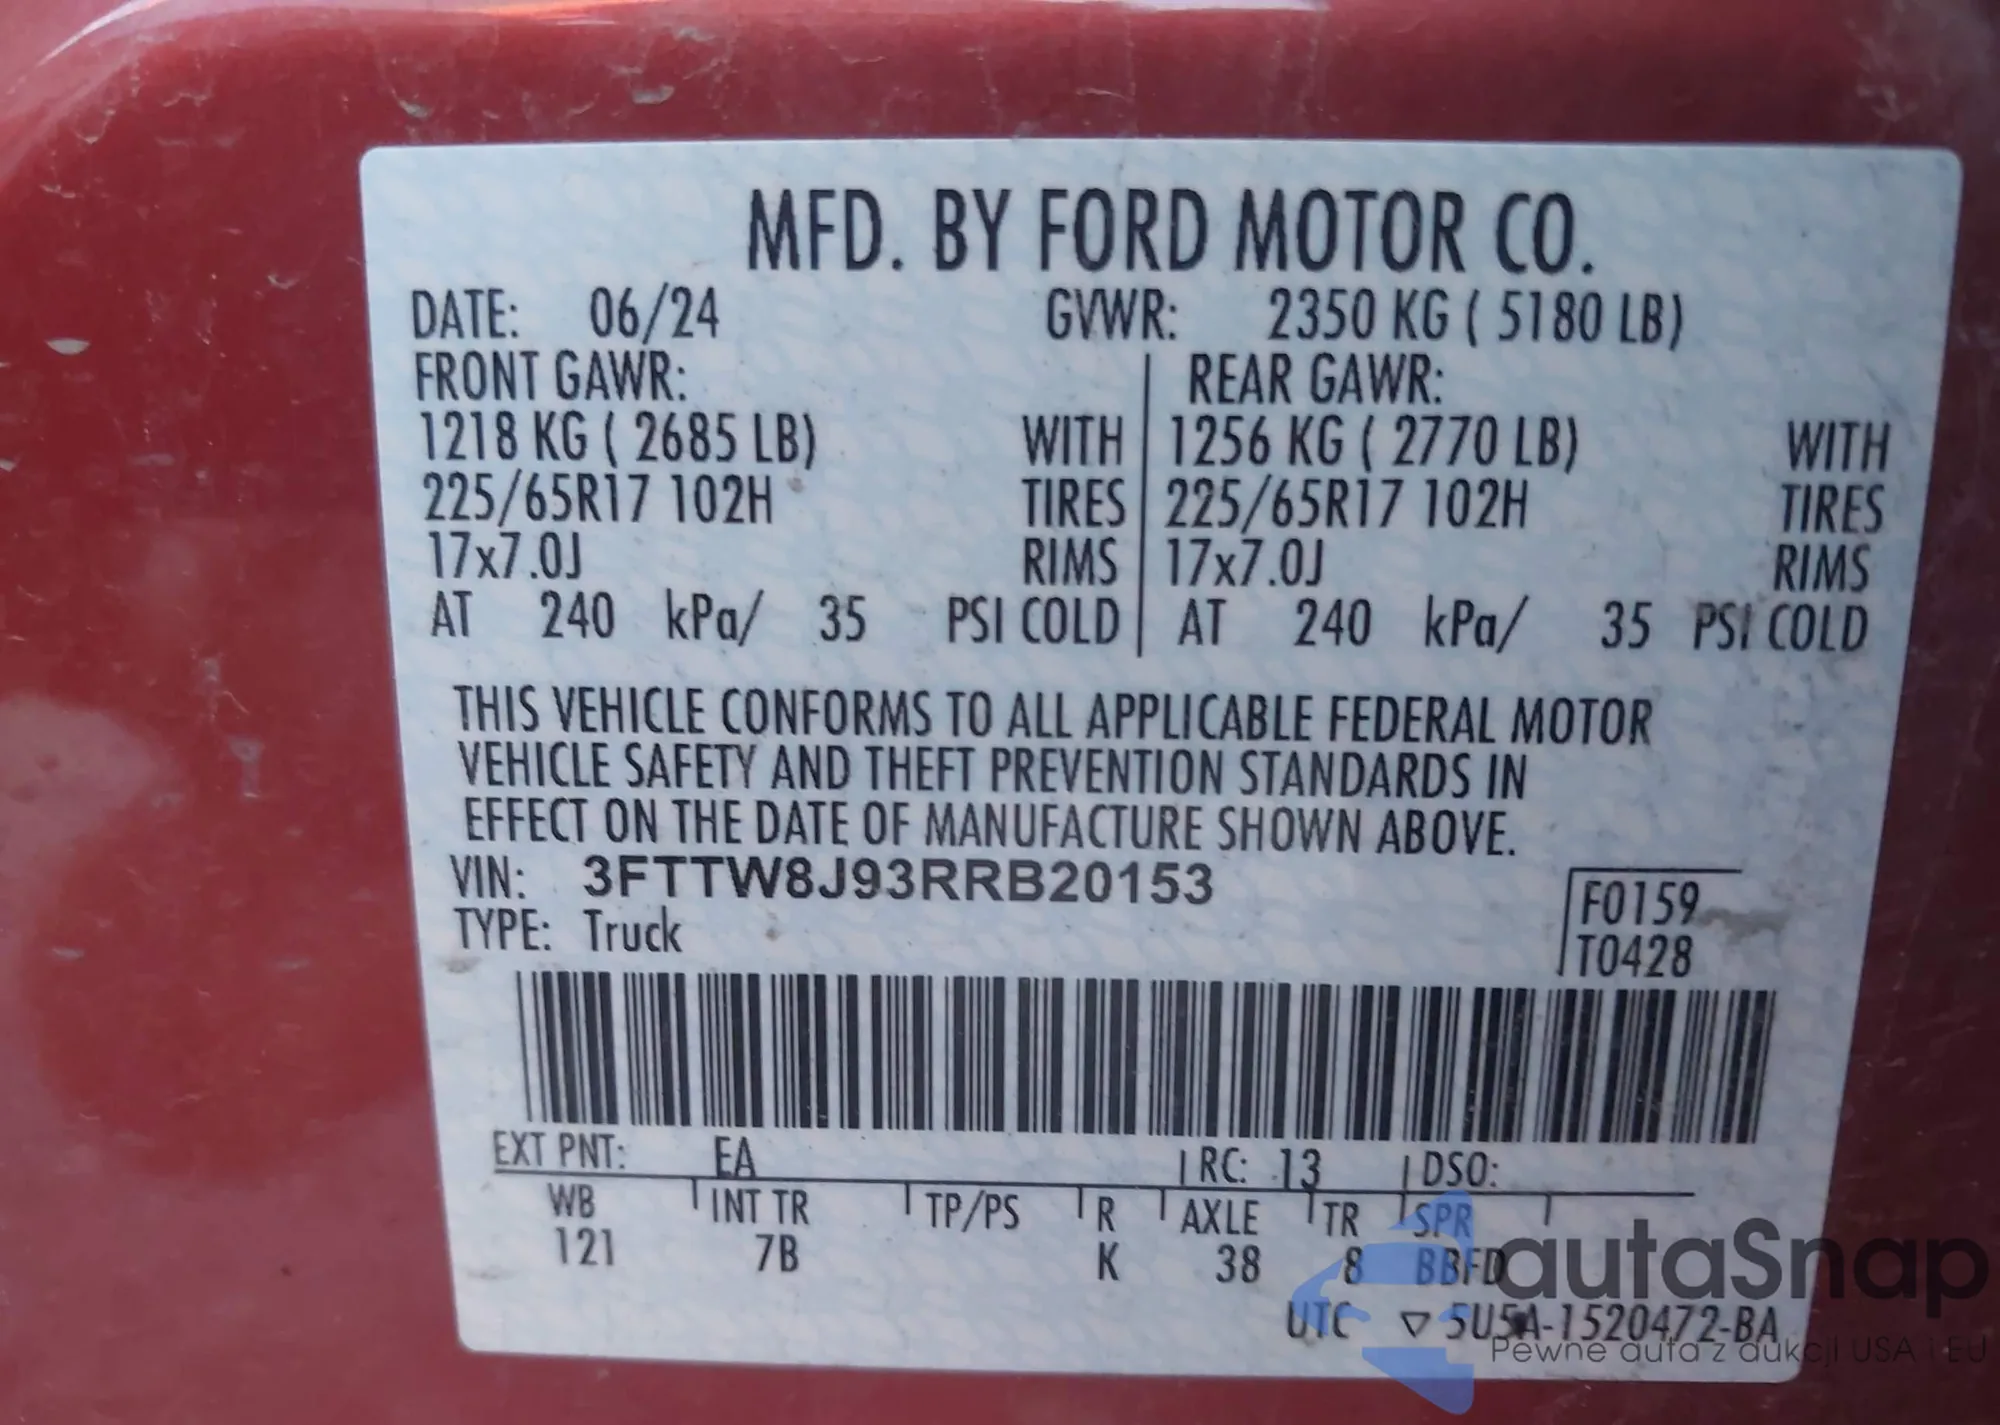 MFD. BY FORD MOTOR CO.
DATE: 06/24 GVWR: 2350 KG ( 5180 LB)
FRONT GAWR: REAR GAWR:
1218 KG ( 2685 LB) WITH 1256 KG ( 2770 LB) WITH
225/65R17 102H TIRES 225/65R17 102H TIRES
17x7.0J RIMS 17x7.0J RIMS
AT 240 kPa/ 35 PSI COLD AT 240 kPa/ 35 PSI COLD
THIS VEHICLE CONFORMS TO ALL APPLICABLE FEDERAL MOTOR
VEHICLE SAFETY AND THEFT PREVENTION STANDARDS IN
EFFECT ON THE DATE OF MANUFACTURE SHOWN ABOVE.
VIN: 3FTTW8J93RRB20153
TYPE: Truck
F0159
T0428
EXT PNT: EA RC: 13 DSO:
WB INT TR TP/PS R AXLE TR SPR
121 7B K 38 8 BBFD
UTC ▽ 5U5A-1520472-BA
autaSnap
Pewne auta z aukcji USA i EU